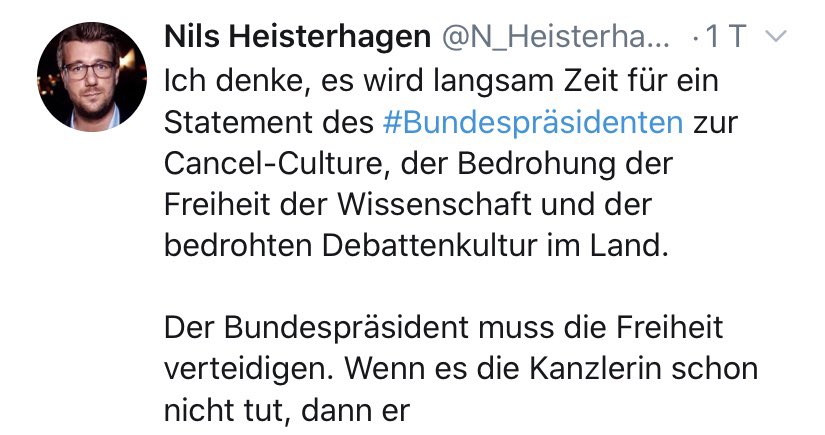 Nils Heisterhagen @N_Heisterha... · 1 T
Ich denke, es wird langsam Zeit für ein
Statement des #Bundespräsidenten zur
Cancel-Culture, der Bedrohung der
Freiheit der Wissenschaft und der
bedrohten Debattenkultur im Land.
Der Bundespräsident muss die Freiheit
verteidigen. Wenn es die Kanzlerin schon
nicht tut, dann er